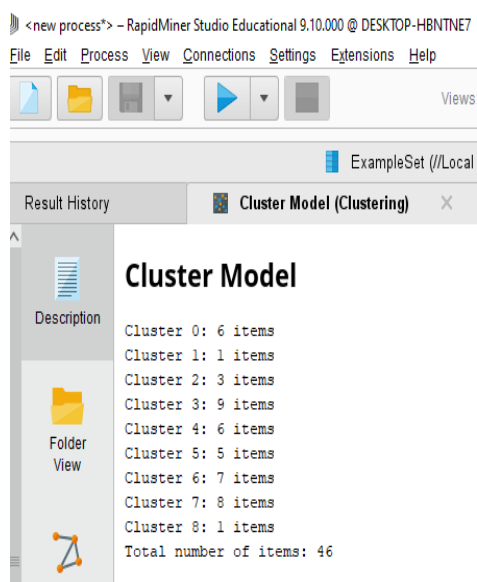 <new process*> – RapidMiner Studio Educational 9.10.000 @ DESKTOP-HBNTNE7
File Edit Process View Connections Settings Extensions Help
Views
ExampleSet (//Local
Result History
Cluster Model (Clustering)
Description
Folder
View
Cluster Model
Cluster 0: 6 items
Cluster 1: 1 items
Cluster 2: 3 items
Cluster 3: 9 items
Cluster 4: 6 items
Cluster 5: 5 items
Cluster 6: 7 items
Cluster 7: 8 items
Cluster 8: 1 items
Total number of items: 46